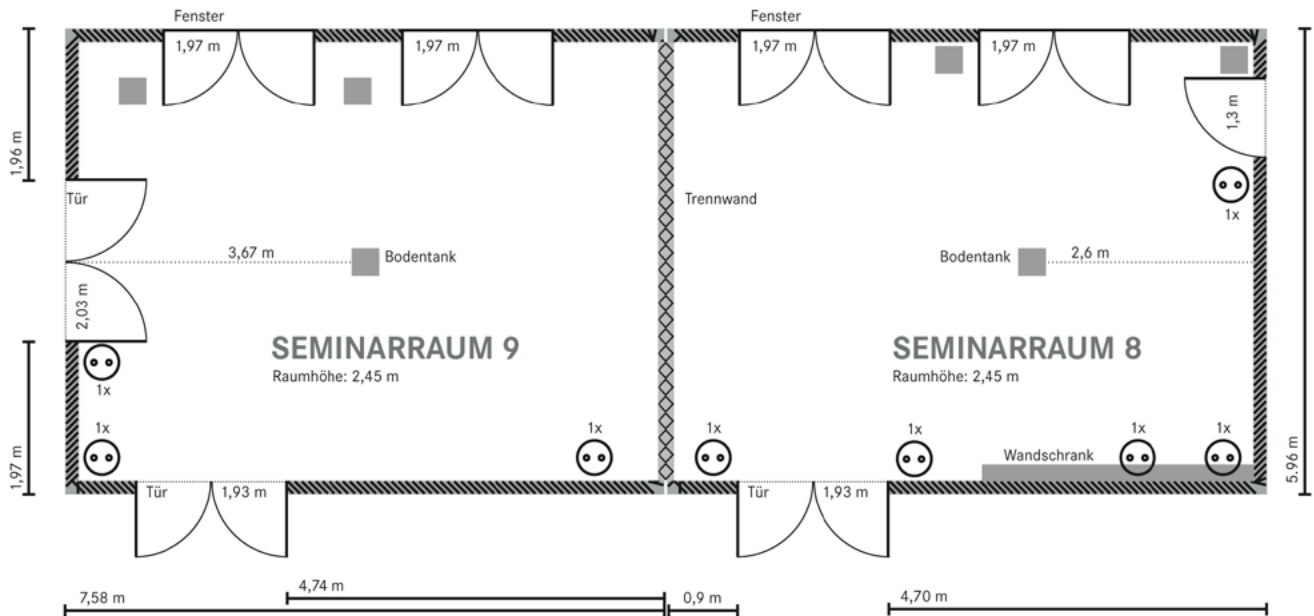 Fenster
Fenster
1,97 m
1,97 m
1,97 m
1,97 m
1,96 m
1,3 m
Tür
Trennwand
1x
3,67 m
Bodentank
Bodentank
2,6 m
2,03 m
SEMINARRAUM 9
SEMINARRAUM 8
Raumhöhe: 2,45 m
Raumhöhe: 2,45 m
1x
1x
1x
1x
1x
1x
1x
Wandschrank
1,97 m
5.96 m
Tür
1,93 m
Tür
1,93 m
4,74 m
7,58 m
0,9 m
4,70 m